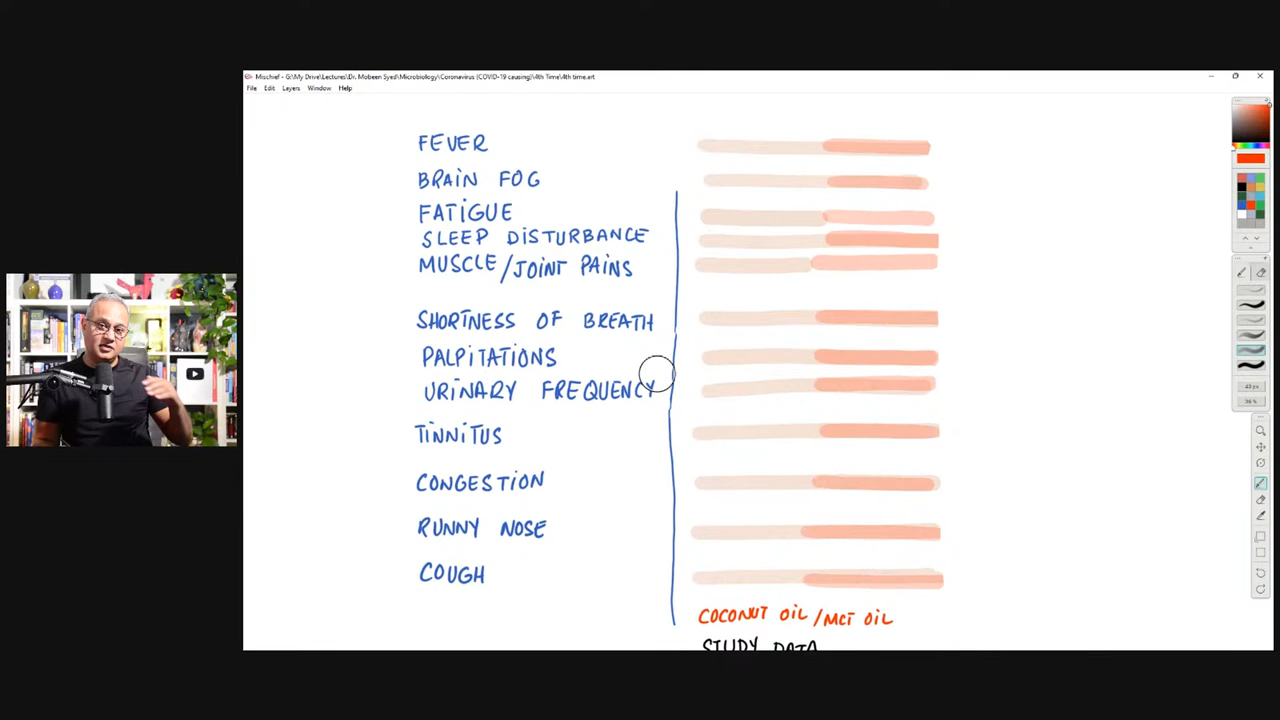 Mischief - G:\My Drive\Lectures\Dr. Mobeen Syed\Microbiology\Coronavirus (COVID-19 causing)\4th Time\4th time.art
File Edit Layers Window Help
FEVER
BRAIN FOG
FATIGUE
SLEEP DISTURBANCE
MUSCLE/JOINT PAINS
SHORTNESS OF BREATH
PALPITATIONS
URINARY FREQUENCY
TINNITUS
CONGESTION
RUNNY NOSE
COUGH
COCONUT OIL/MCT OIL
STUDY DATA